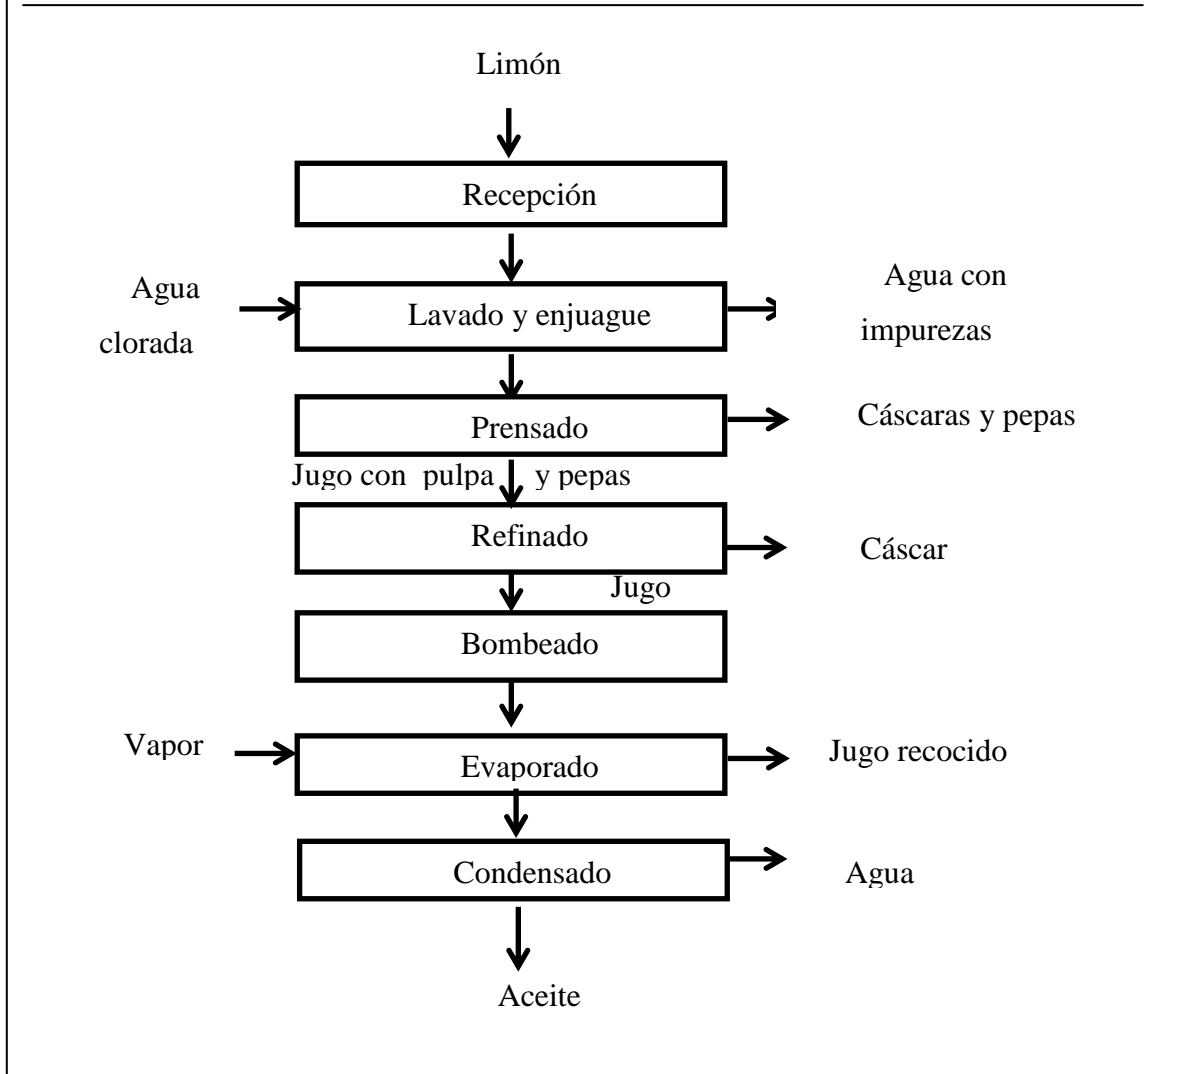 Limón
Recepción
Agua
clorada
Lavado y enjuague
Agua con
impurezas
Prensado
Cáscaras y pepas
Jugo con pulpa y pepas
Refinado
Cáscar
Jugo
Bombeado
Vapor
Evaporado
Jugo recocido
Condensado
Agua
Aceite